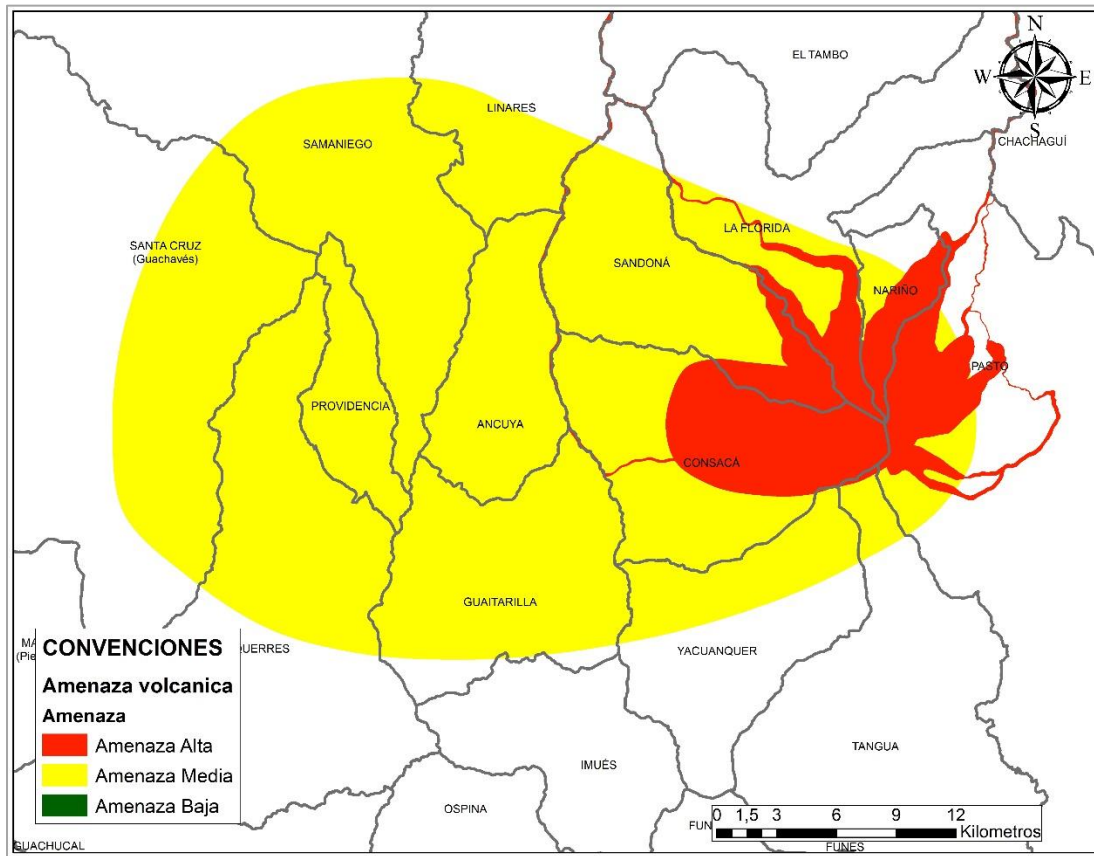 N
W E
S
EL TAMBO
LINARES
CHACHAGUÍ
SAMANIEGO
LA FLORIDA
SANTA CRUZ
(Guachavés)
SANDONÁ
NARIÑO
PASTO
PROVIDENCIA
ANCUYA
CONSACÁ
GUAITARILLA
YACUANQUER
TANGUA
IMUÉS
OSPINA
FUNES
GUACHUCAL
CONVENCIONES
Amenaza volcanica
Amenaza
Amenaza Alta
Amenaza Media
Amenaza Baja
0 1,5 3 6 9 12
Kilometros